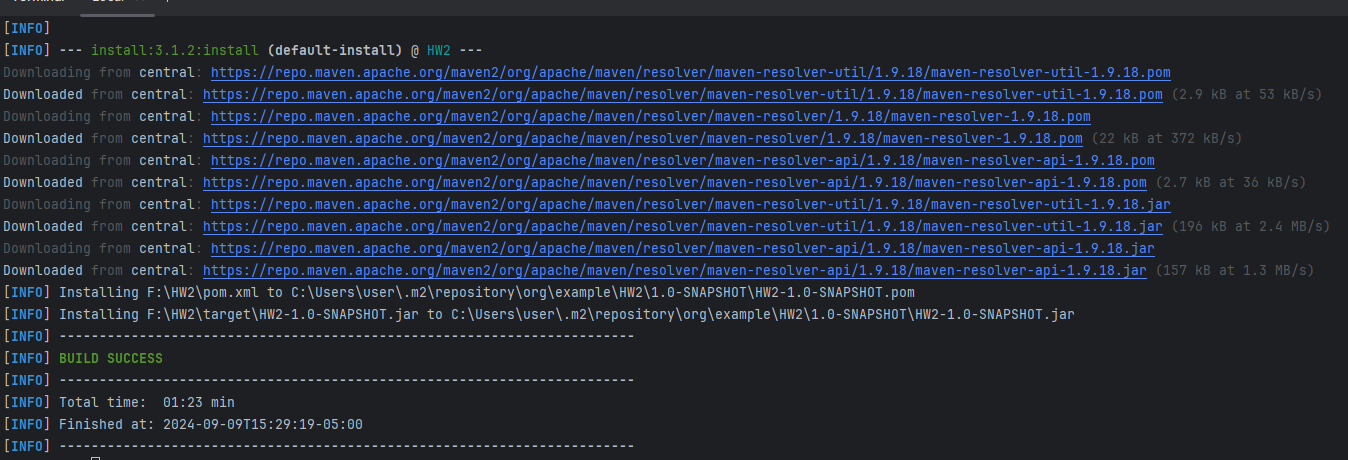 [INFO]
[INFO] --- install:3.1.2:install (default-install) @ HW2 ---
Downloading from central: https://repo.maven.apache.org/maven2/org/apache/maven/resolver/maven-resolver-util/1.9.18/maven-resolver-util-1.9.18.pom
Downloaded from central: https://repo.maven.apache.org/maven2/org/apache/maven/resolver/maven-resolver-util/1.9.18/maven-resolver-util-1.9.18.pom (2.9 kB at 53 kB/s)
Downloading from central: https://repo.maven.apache.org/maven2/org/apache/maven/resolver/maven-resolver/1.9.18/maven-resolver-1.9.18.pom
Downloaded from central: https://repo.maven.apache.org/maven2/org/apache/maven/resolver/maven-resolver/1.9.18/maven-resolver-1.9.18.pom (22 kB at 372 kB/s)
Downloading from central: https://repo.maven.apache.org/maven2/org/apache/maven/resolver/maven-resolver-api/1.9.18/maven-resolver-api-1.9.18.pom
Downloaded from central: https://repo.maven.apache.org/maven2/org/apache/maven/resolver/maven-resolver-api/1.9.18/maven-resolver-api-1.9.18.pom (2.7 kB at 36 kB/s)
Downloading from central: https://repo.maven.apache.org/maven2/org/apache/maven/resolver/maven-resolver-util/1.9.18/maven-resolver-util-1.9.18.jar
Downloaded from central: https://repo.maven.apache.org/maven2/org/apache/maven/resolver/maven-resolver-util/1.9.18/maven-resolver-util-1.9.18.jar (196 kB at 2.4 MB/s)
Downloading from central: https://repo.maven.apache.org/maven2/org/apache/maven/resolver/maven-resolver-api/1.9.18/maven-resolver-api-1.9.18.jar
Downloaded from central: https://repo.maven.apache.org/maven2/org/apache/maven/resolver/maven-resolver-api/1.9.18/maven-resolver-api-1.9.18.jar (157 kB at 1.3 MB/s)
[INFO] Installing F:\HW2\pom.xml to C:\Users\user\.m2\repository\org\example\HW2\1.0-SNAPSHOT\HW2-1.0-SNAPSHOT.pom
[INFO] Installing F:\HW2\target\HW2-1.0-SNAPSHOT.jar to C:\Users\user\.m2\repository\org\example\HW2\1.0-SNAPSHOT\HW2-1.0-SNAPSHOT.jar
[INFO] ------------------------------------------------------------------------
[INFO] BUILD SUCCESS
[INFO] ------------------------------------------------------------------------
[INFO] Total time:  01:23 min
[INFO] Finished at: 2024-09-09T15:29:19-05:00
[INFO] ------------------------------------------------------------------------